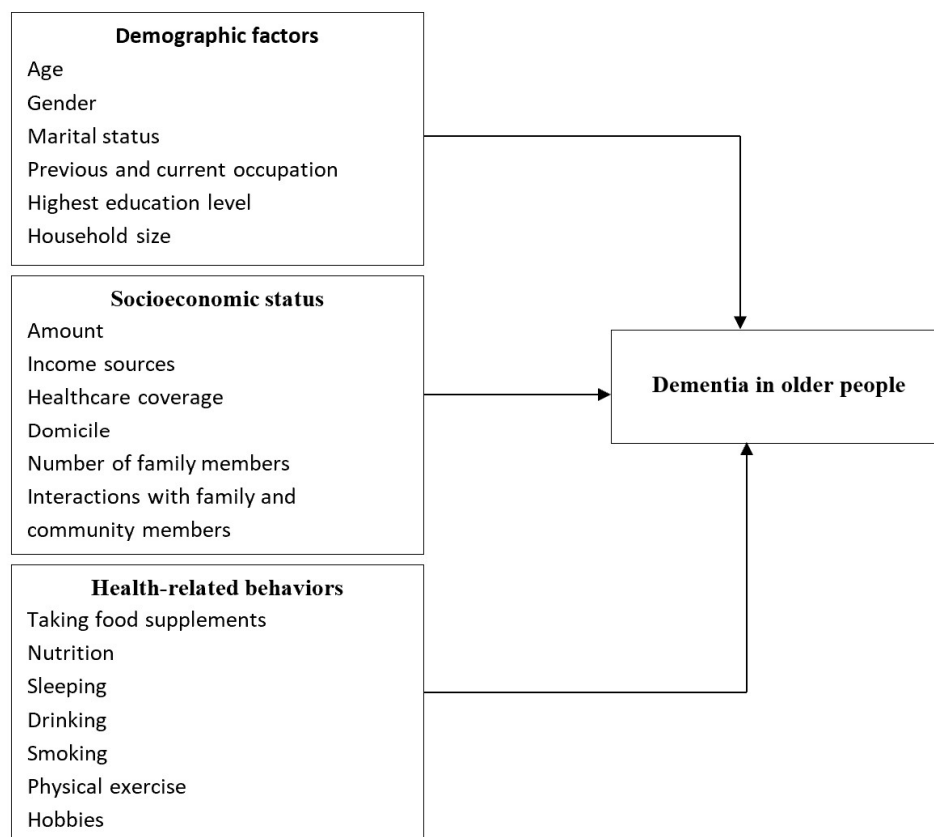 Demographic factors
Age
Gender
Marital status
Previous and current occupation
Highest education level
Household size
Socioeconomic status
Amount
Income sources
Healthcare coverage
Domicile
Number of family members
Interactions with family and
community members
Health-related behaviors
Taking food supplements
Nutrition
Sleeping
Drinking
Smoking
Physical exercise
Hobbies
Dementia in older people